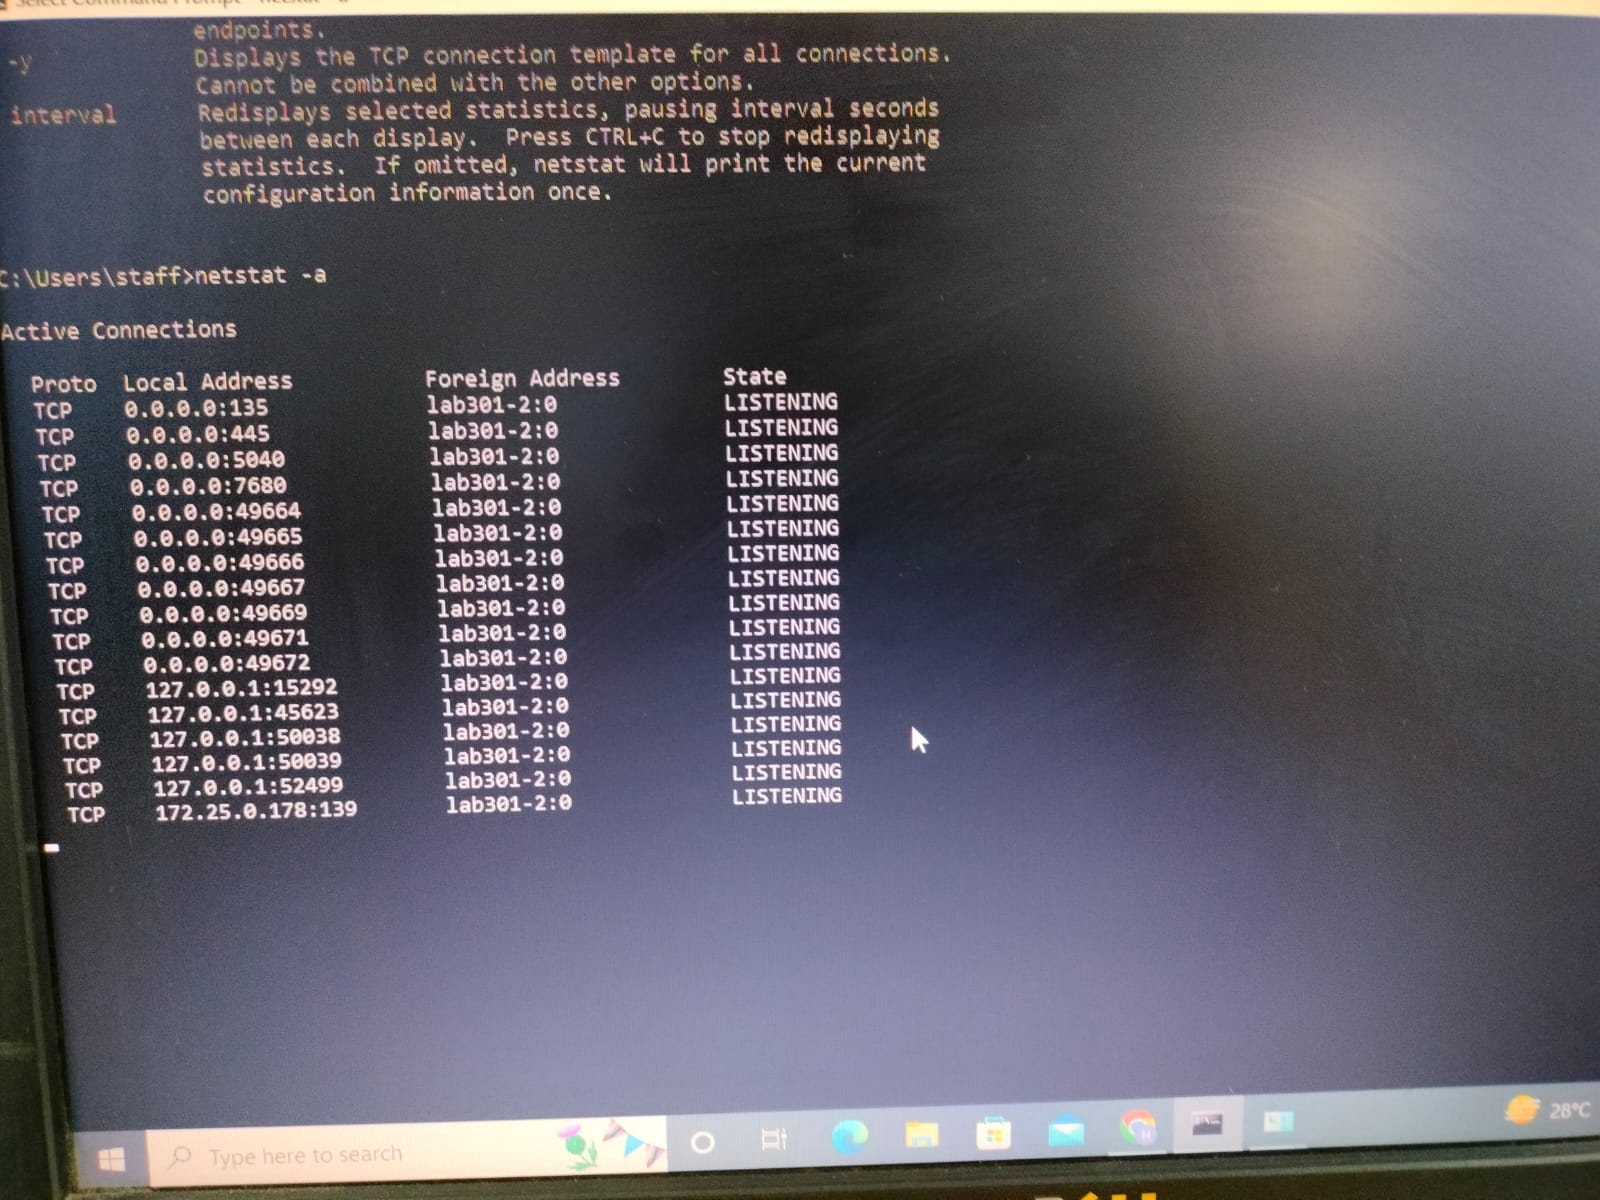 Select Command Prompt - netstat -a
endpoints.
-y Displays the TCP connection template for all connections.
Cannot be combined with the other options.
interval Redisplays selected statistics, pausing interval seconds
between each display. Press CTRL+C to stop redisplaying
statistics. If omitted, netstat will print the current
configuration information once.
C:\Users\staff>netstat -a
Active Connections
Proto Local Address Foreign Address State
TCP 0.0.0.0:135 lab301-2:0 LISTENING
TCP 0.0.0.0:445 lab301-2:0 LISTENING
TCP 0.0.0.0:5040 lab301-2:0 LISTENING
TCP 0.0.0.0:7680 lab301-2:0 LISTENING
TCP 0.0.0.0:49664 lab301-2:0 LISTENING
TCP 0.0.0.0:49665 lab301-2:0 LISTENING
TCP 0.0.0.0:49666 lab301-2:0 LISTENING
TCP 0.0.0.0:49667 lab301-2:0 LISTENING
TCP 0.0.0.0:49669 lab301-2:0 LISTENING
TCP 0.0.0.0:49671 lab301-2:0 LISTENING
TCP 0.0.0.0:49672 lab301-2:0 LISTENING
TCP 127.0.0.1:15292 lab301-2:0 LISTENING
TCP 127.0.0.1:45623 lab301-2:0 LISTENING
TCP 127.0.0.1:50038 lab301-2:0 LISTENING
TCP 127.0.0.1:50039 lab301-2:0 LISTENING
TCP 127.0.0.1:52499 lab301-2:0 LISTENING
TCP 172.25.0.178:139 lab301-2:0 LISTENING
Type here to search
28°C